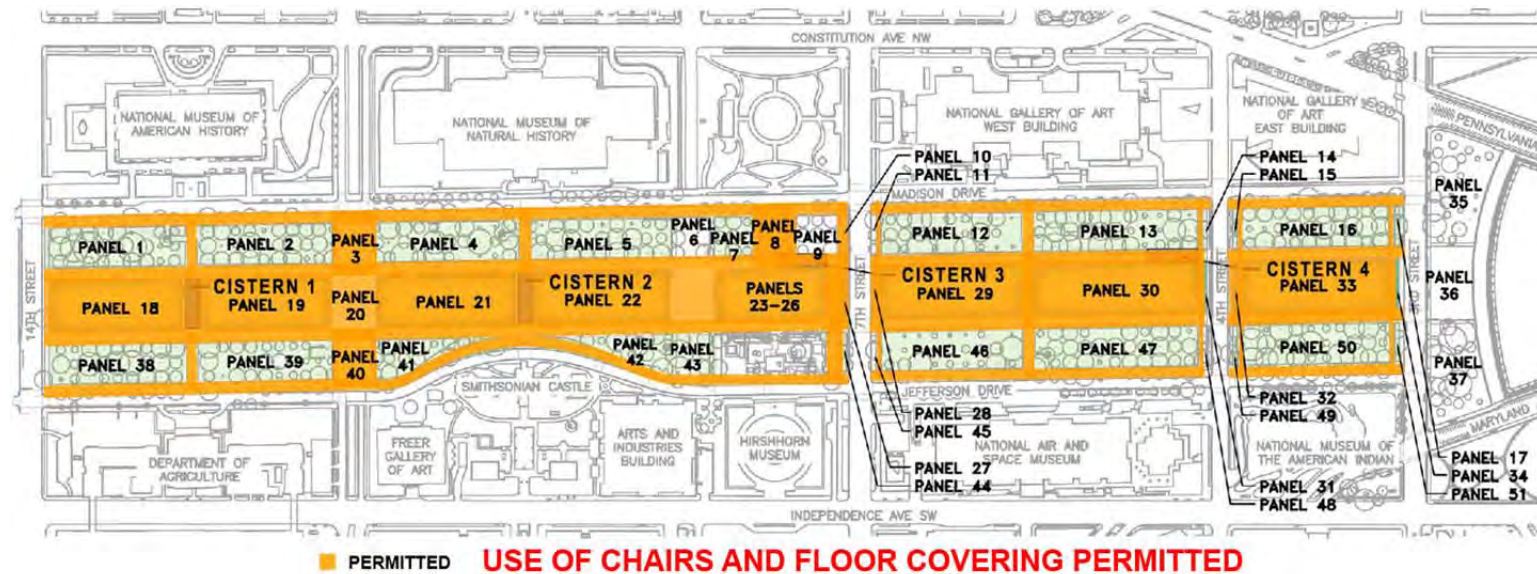 CONSTITUTION AVE NW
NATIONAL MUSEUM OF
AMERICAN HISTORY
NATIONAL MUSEUM OF
NATURAL HISTORY
NATIONAL GALLERY OF ART
WEST BUILDING
NATIONAL GALLERY
OF ART
EAST BUILDING
PENNSYLVANIA
PANEL 10
PANEL 11
MADISON DRIVE
PANEL 14
PANEL 15
PANEL 35
PANEL 1
PANEL 2
PANEL 3
PANEL 4
PANEL 5
PANEL 6
PANEL 7
PANEL 8
PANEL 9
PANEL 12
PANEL 13
PANEL 16
14TH STREET
PANEL 18
CISTERN 1
PANEL 19
PANEL 20
PANEL 21
CISTERN 2
PANEL 22
PANELS
23-26
7TH STREET
CISTERN 3
PANEL 29
PANEL 30
4TH STREET
CISTERN 4
PANEL 33
3RD STREET
PANEL 36
PANEL 38
PANEL 39
PANEL 40
PANEL 41
PANEL 42
PANEL 43
PANEL 46
PANEL 47
PANEL 50
PANEL 37
SMITHSONIAN CASTLE
JEFFERSON DRIVE
PANEL 32
PANEL 49
MARYLAND
DEPARTMENT OF
AGRICULTURE
FREER
GALLERY
OF ART
ARTS AND
INDUSTRIES
BUILDING
HIRSHHORN
MUSEUM
PANEL 28
PANEL 45
NATIONAL AIR AND
SPACE MUSEUM
PANEL 27
PANEL 44
NATIONAL MUSEUM OF
THE AMERICAN INDIAN
PANEL 31
PANEL 48
PANEL 17
PANEL 34
PANEL 51
INDEPENDENCE AVE SW
PERMITTED
USE OF CHAIRS AND FLOOR COVERING PERMITTED